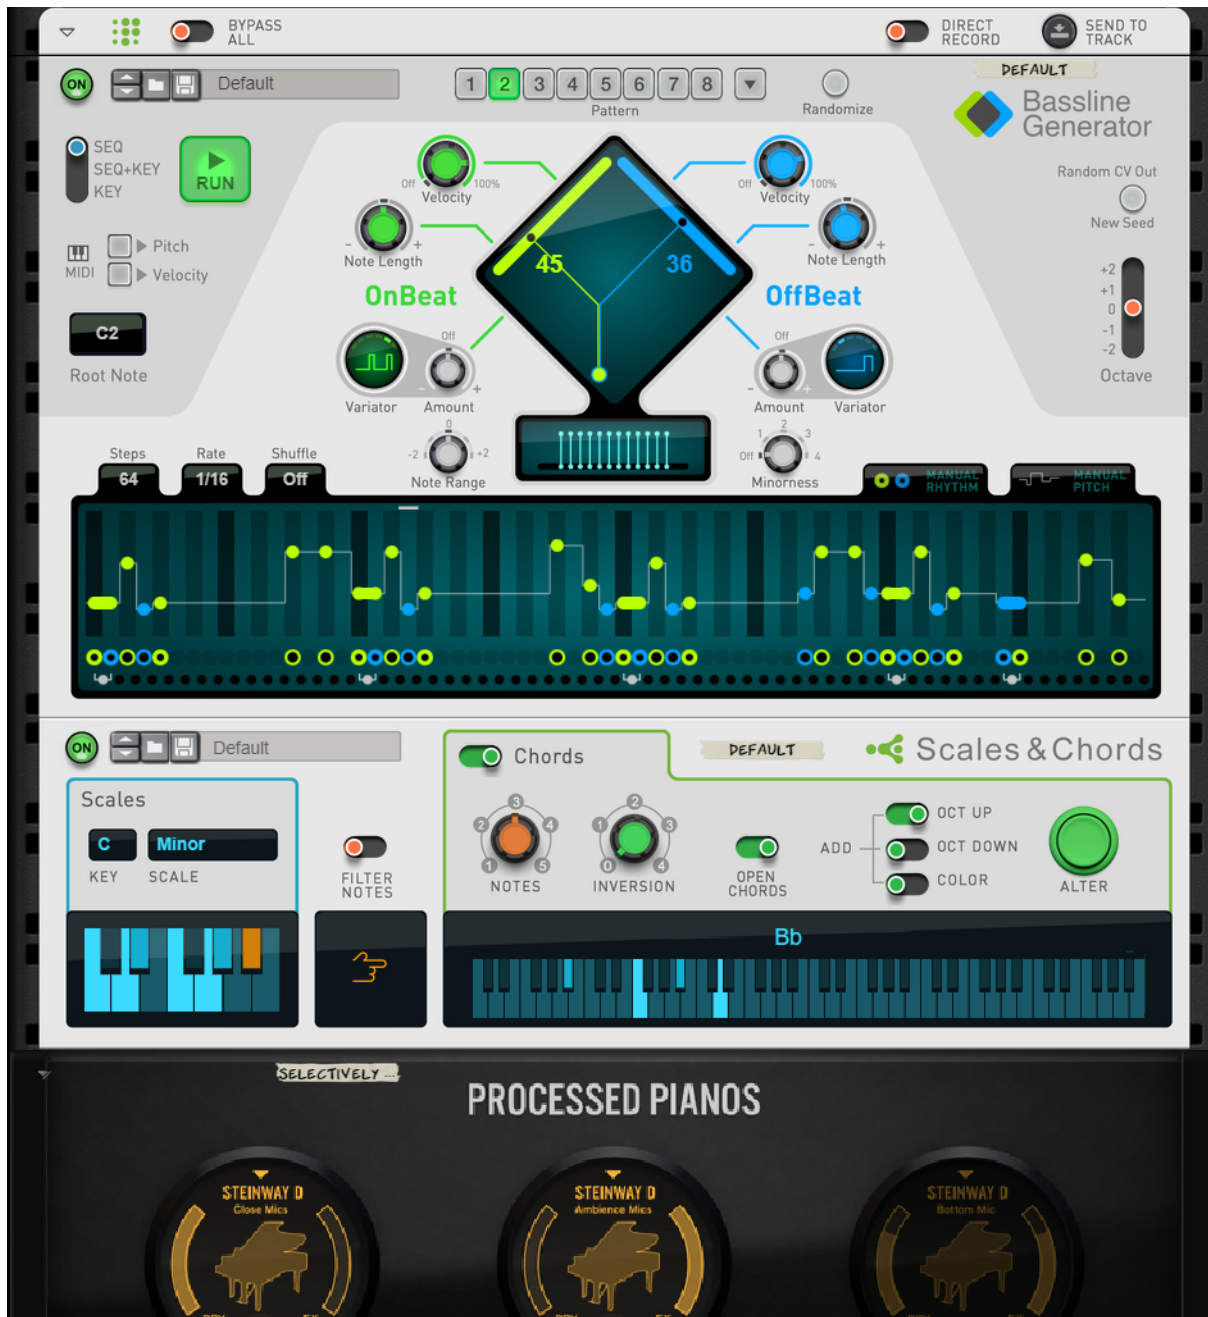 BYPASS
ALL
DIRECT
RECORD
SEND TO
TRACK
ON
Default
1 2 3 4 5 6 7 8
Pattern
Randomize
DEFAULT
Bassline
Generator
SEQ
SEQ+KEY
KEY
RUN
Off
100%
Velocity
Off
100%
Velocity
Random CV Out
New Seed
MIDI
Pitch
Velocity
- +
Note Length
- +
Note Length
45
36
OnBeat
OffBeat
+2
+1
0
-1
-2
Octave
C2
Root Note
Off
- +
Variator
Amount
Off
- +
Amount
Variator
0
-2
+2
Note Range
1 2 3
Off
4
Minorness
Steps
64
Rate
1/16
Shuffle
Off
MANUAL
RHYTHM
MANUAL
PITCH
ON
Default
Chords
DEFAULT
Scales & Chords
Scales
C
KEY
Minor
SCALE
FILTER
NOTES
1 2 3 4 5
NOTES
0 1 2 3 4
INVERSION
OPEN
CHORDS
ADD
OCT UP
OCT DOWN
COLOR
ALTER
Bb
SELECTIVELY ...
PROCESSED PIANOS
STEINWAY D
Close Mics
STEINWAY D
Ambience Mics
STEINWAY D
Bottom Mic